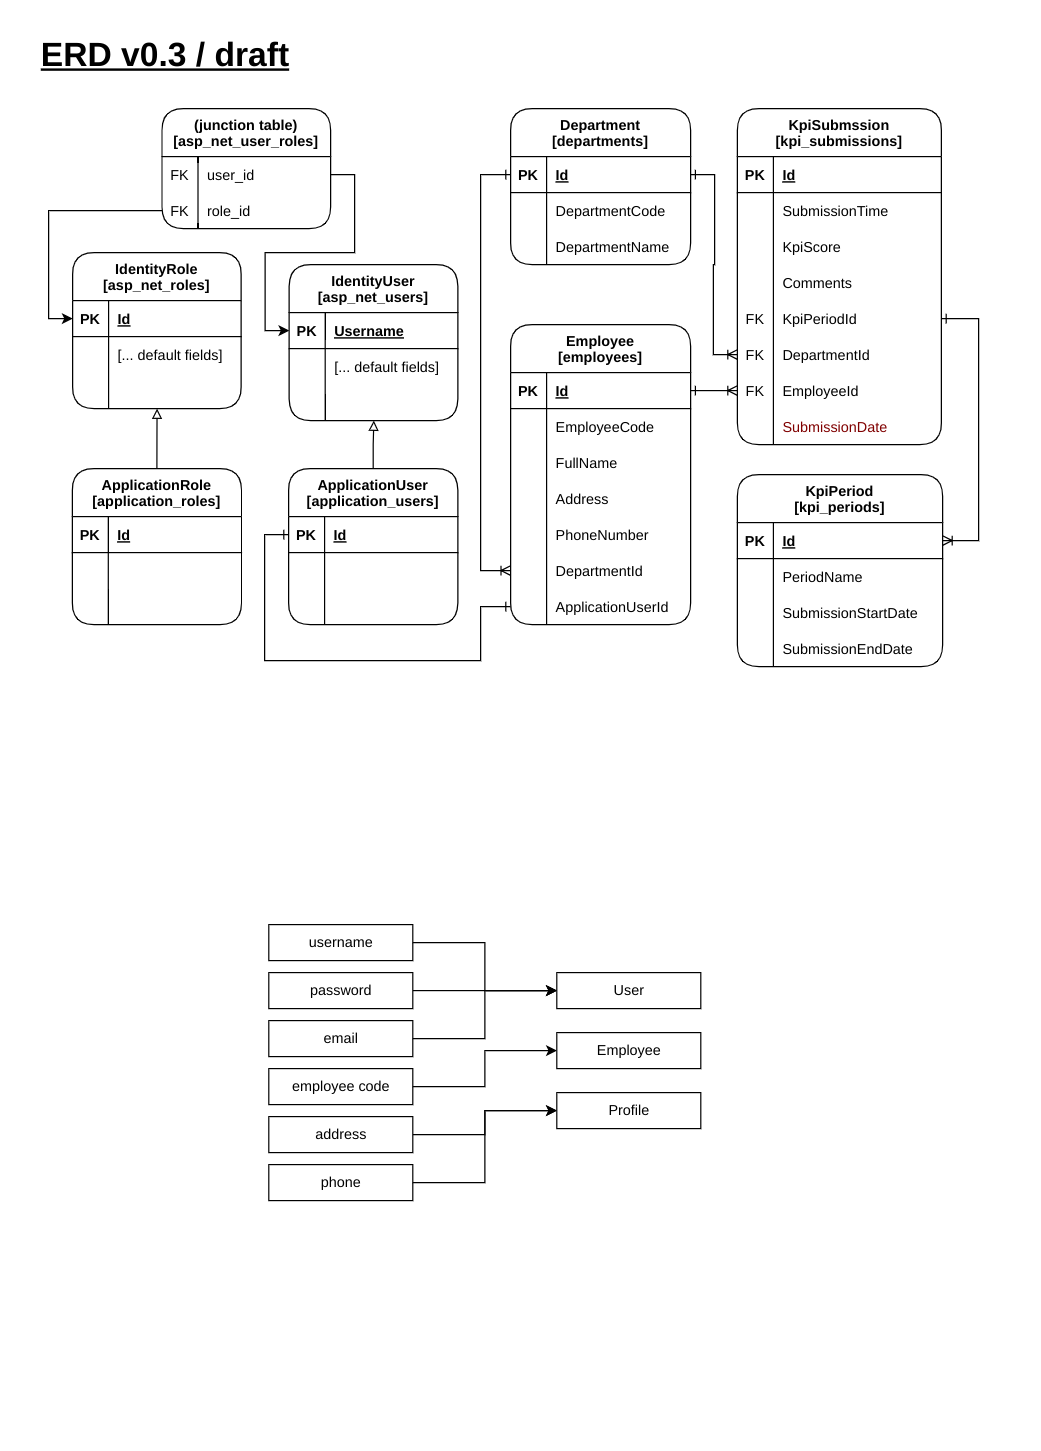 ERD v0.3 / draft
(junction table)
[asp_net_user_roles]
FK user_id
FK role_id
IdentityRole
[asp_net_roles]
PK Id
[... default fields]
IdentityUser
[asp_net_users]
PK Username
[... default fields]
ApplicationRole
[application_roles]
PK Id
ApplicationUser
[application_users]
PK Id
Department
[departments]
PK Id
DepartmentCode
DepartmentName
Employee
[employees]
PK Id
EmployeeCode
FullName
Address
PhoneNumber
DepartmentId
ApplicationUserId
KpiSubmssion
[kpi_submissions]
PK Id
SubmissionTime
KpiScore
Comments
FK KpiPeriodId
FK DepartmentId
FK EmployeeId
SubmissionDate
KpiPeriod
[kpi_periods]
PK Id
PeriodName
SubmissionStartDate
SubmissionEndDate
username
password
email
employee code
address
phone
User
Employee
Profile